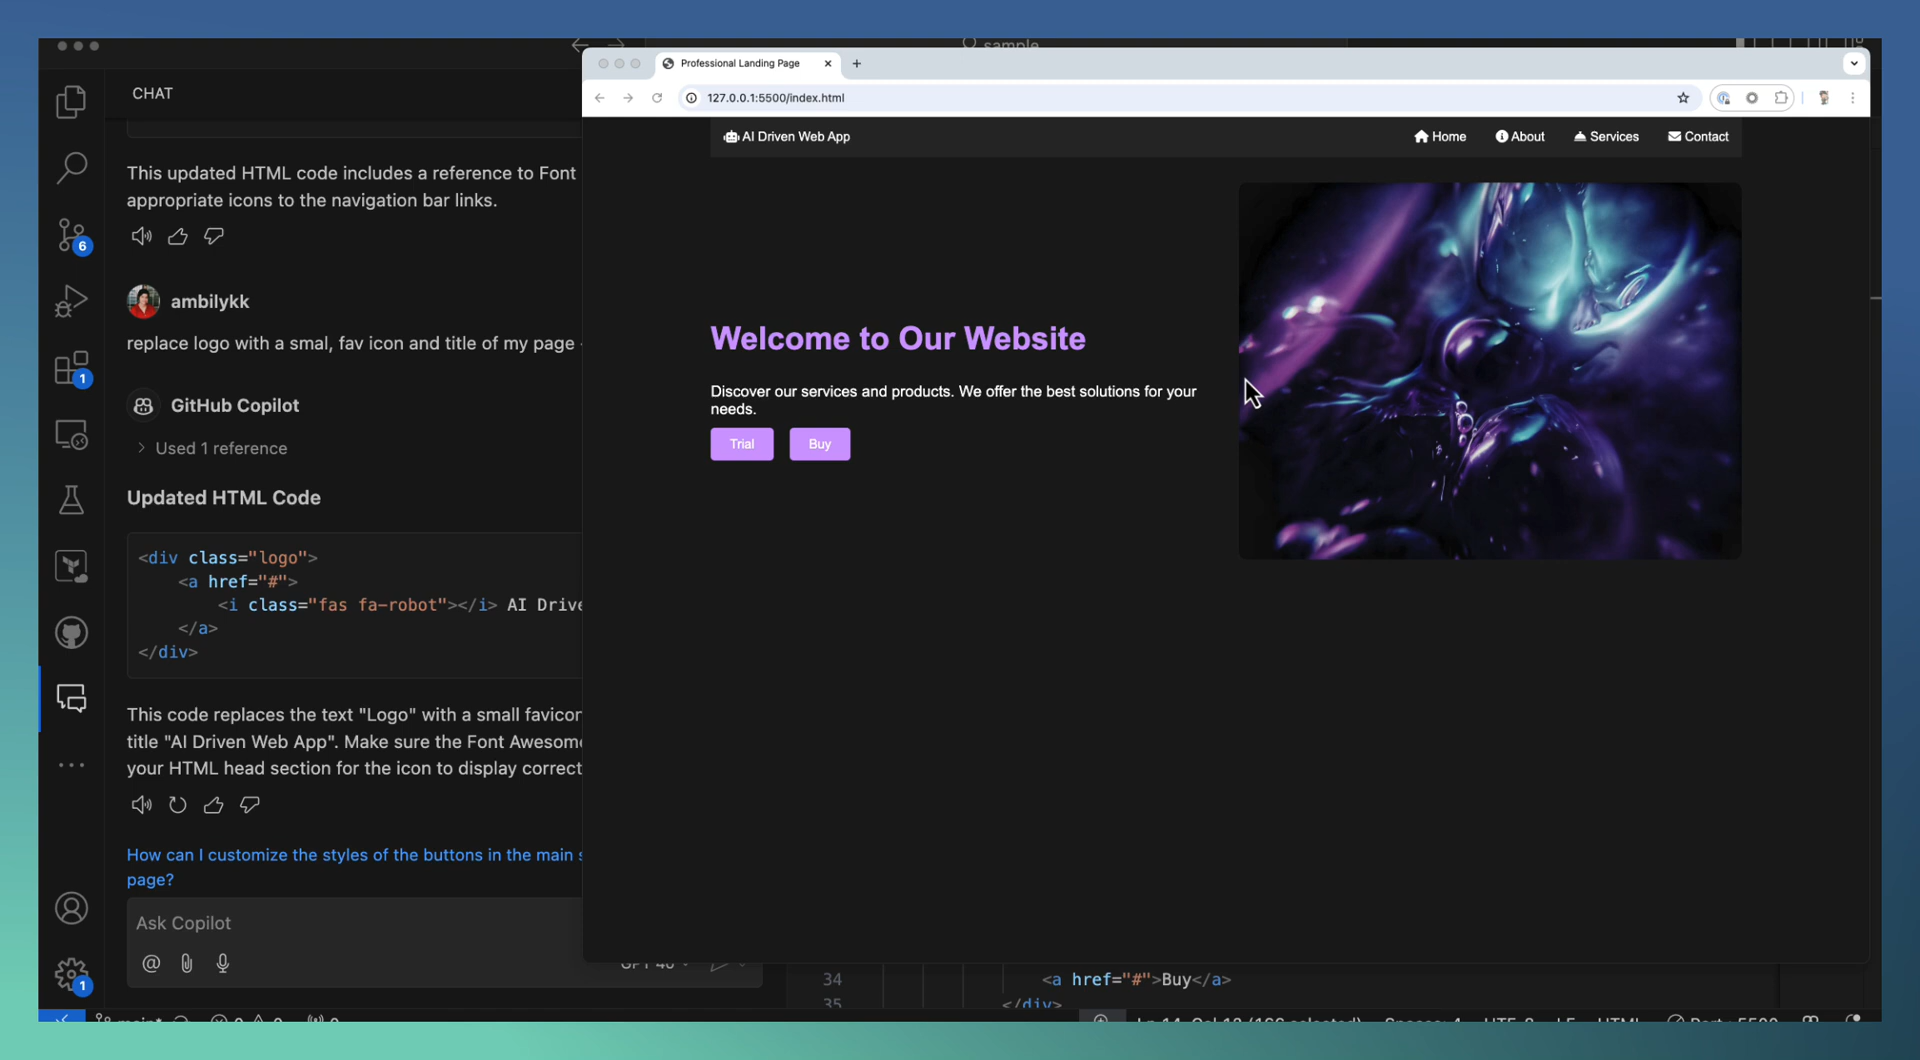 sample
CHAT
This updated HTML code includes a reference to Font
appropriate icons to the navigation bar links.
6
ambilykk
replace logo with a smal, fav icon and title of my page
1
GitHub Copilot
Used 1 reference
Updated HTML Code
<div class="logo">
<a href="#">
<i class="fas fa-robot"></i> AI Drive
</a>
</div>
This code replaces the text "Logo" with a small favicon
title "AI Driven Web App". Make sure the Font Awesome
your HTML head section for the icon to display correct
How can I customize the styles of the buttons in the main
page?
Ask Copilot
1
Professional Landing Page
127.0.0.1:5500/index.html
AI Driven Web App
Home
About
Services
Contact
Welcome to Our Website
Discover our services and products. We offer the best solutions for your
needs.
Trial
Buy
34 <a href="#">Buy</a>
35 </div>